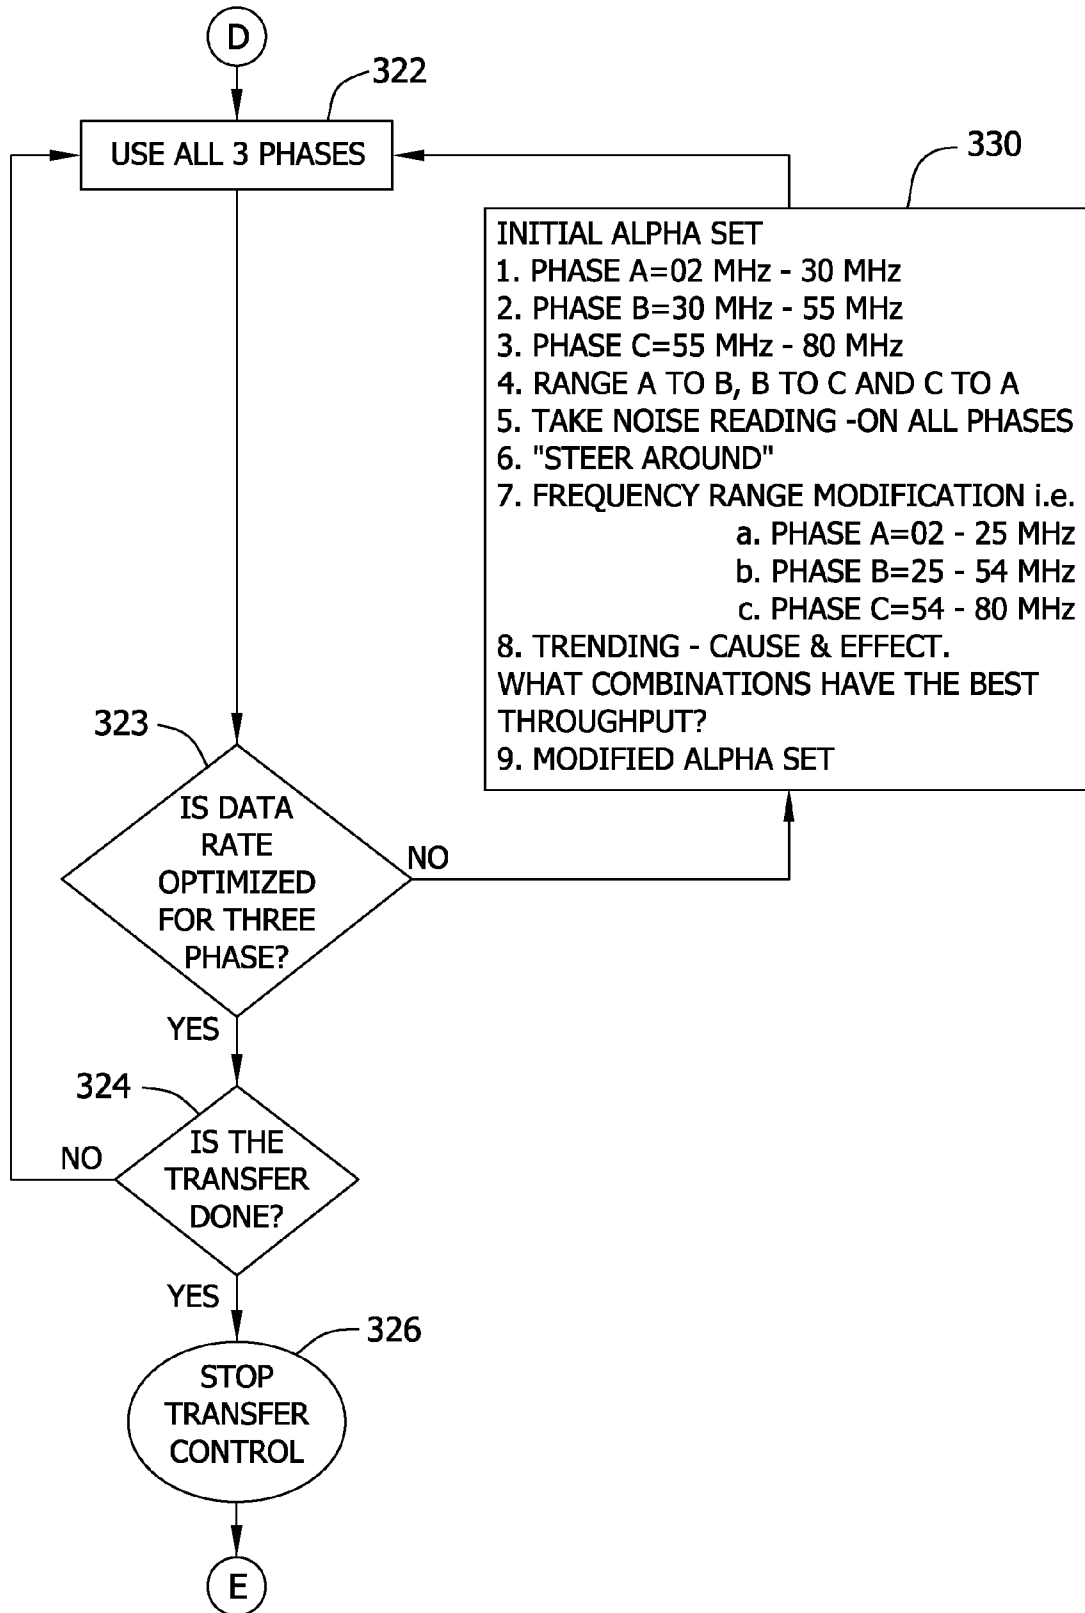 D
322
USE ALL 3 PHASES
330
INITIAL ALPHA SET
1. PHASE A=02 MHz - 30 MHz
2. PHASE B=30 MHz - 55 MHz
3. PHASE C=55 MHz - 80 MHz
4. RANGE A TO B, B TO C AND C TO A
5. TAKE NOISE READING -ON ALL PHASES
6. "STEER AROUND"
7. FREQUENCY RANGE MODIFICATION i.e.
a. PHASE A=02 - 25 MHz
b. PHASE B=25 - 54 MHz
c. PHASE C=54 - 80 MHz
8. TRENDING - CAUSE & EFFECT.
WHAT COMBINATIONS HAVE THE BEST
THROUGHPUT?
9. MODIFIED ALPHA SET
323
IS DATA
RATE
OPTIMIZED
FOR THREE
PHASE?
NO
YES
324
IS THE
TRANSFER
DONE?
NO
YES
326
STOP
TRANSFER
CONTROL
E